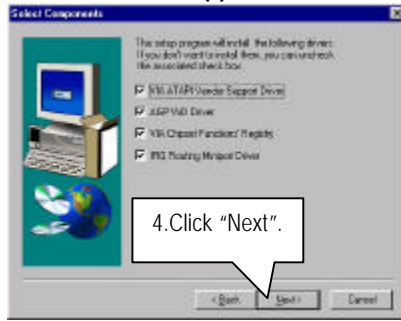 Select Components
The setup program will install the following drivers.
If you don't want to install them, you can uncheck
the associated check box.
VIA ATAPI Vendor Support Driver
AGP VxD Driver
VIA Chipset Functions' Registry
IRQ Routing Miniport Driver
4.Click “Next”.
< Back
Next >
Cancel